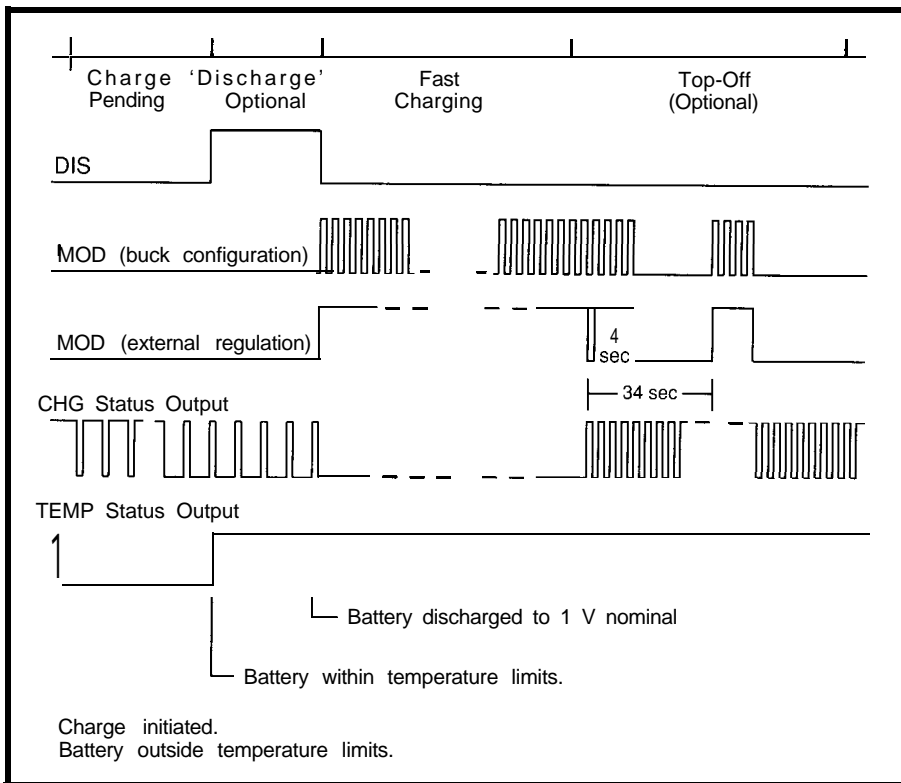 Charge 'Discharge' Fast Top-Off
Pending Optional Charging (Optional)
DIS
MOD (buck configuration)
MOD (external regulation)
4
sec
34 sec
CHG Status Output
TEMP Status Output
Battery discharged to 1 V nominal
Battery within temperature limits.
Charge initiated.
Battery outside temperature limits.